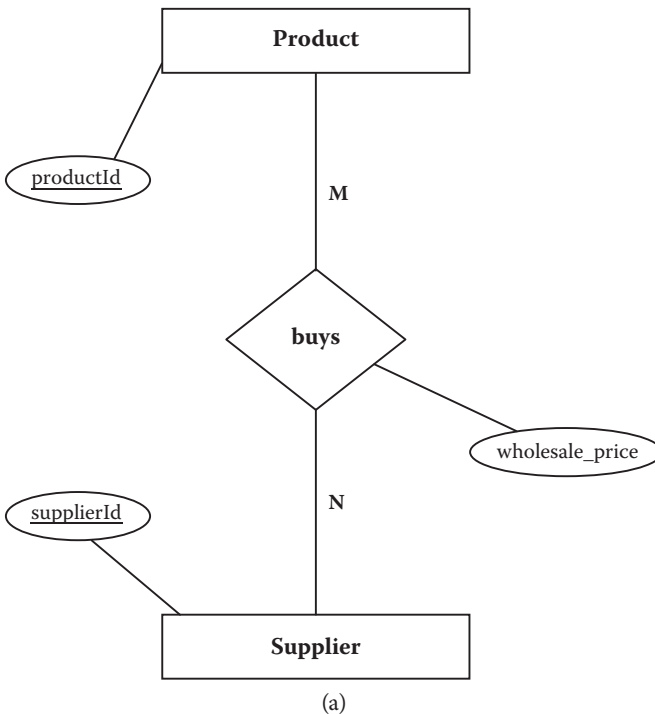 Product
productId
M
buys
wholesale_price
N
supplierId
Supplier
(a)